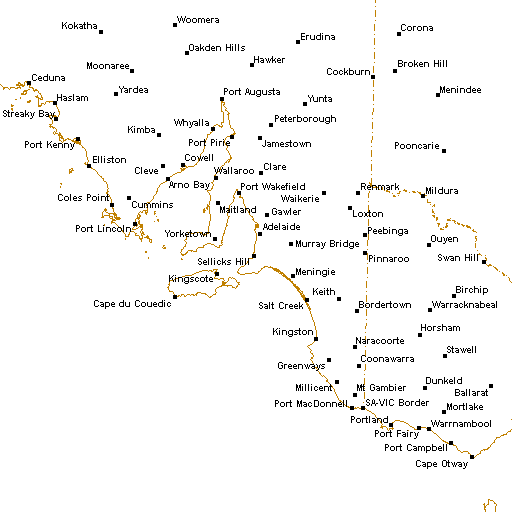 Woomera
Kokatha
Corona
Erudina
Oakden Hills
Hawker
Moonaree
Cockburn
Broken Hill
Ceduna
Yardea
Port Augusta
Menindee
Haslam
Yunta
Streaky Bay
Whyalla
Peterborough
Kimba
Port Pirie
Jamestown
Port Kenny
Pooncarie
Elliston
Cowell
Cleve
Wallaroo
Clare
Arno Bay
Port Wakefield
Renmark
Mildura
Coles Point
Cummins
Maitland
Waikerie
Gawler
Loxton
Port Lincoln
Adelaide
Yorketown
Peebinga
Ouyen
Murray Bridge
Sellicks Hill
Pinnaroo
Swan Hill
Kingscote
Meningie
Cape du Couedic
Salt Creek
Keith
Birchip
Bordertown
Warracknabeal
Kingston
Horsham
Naracoorte
Stawell
Greenways
Coonawarra
Millicent
Mt Gambier
Dunkeld
Ballarat
Port MacDonnell
SA-VIC Border
Mortlake
Portland
Port Fairy
Warrnambool
Port Campbell
Cape Otway